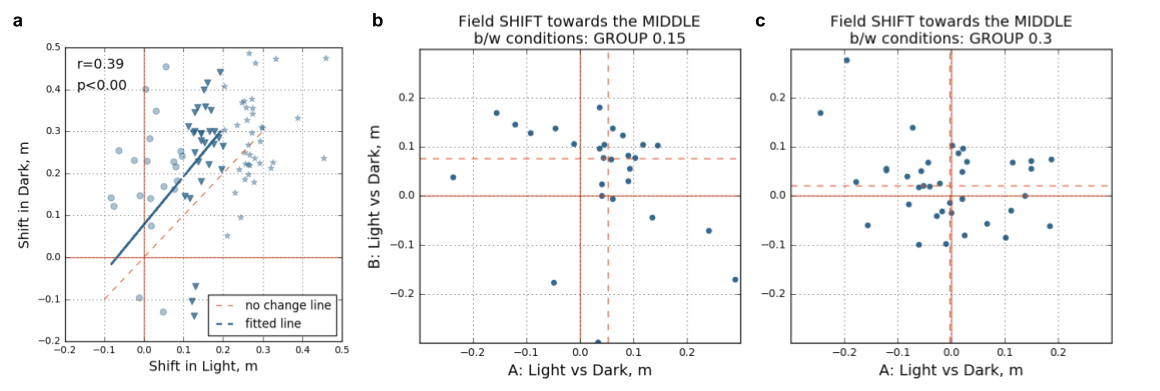 a
r=0.39
p<0.00
0.5
0.4
0.3
0.2
0.1
0.0
−0.1
−0.2
−0.2 −0.1 0.0 0.1 0.2 0.3 0.4 0.5
Shift in Dark, m
Shift in Light, m
no change line
fitted line
b
Field SHIFT towards the MIDDLE
b/w conditions: GROUP 0.15
0.2
0.1
0.0
−0.1
−0.2
−0.2 −0.1 0.0 0.1 0.2
B: Light vs Dark, m
A: Light vs Dark, m
c
Field SHIFT towards the MIDDLE
b/w conditions: GROUP 0.3
0.2
0.1
0.0
−0.1
−0.2
−0.2 −0.1 0.0 0.1 0.2
A: Light vs Dark, m